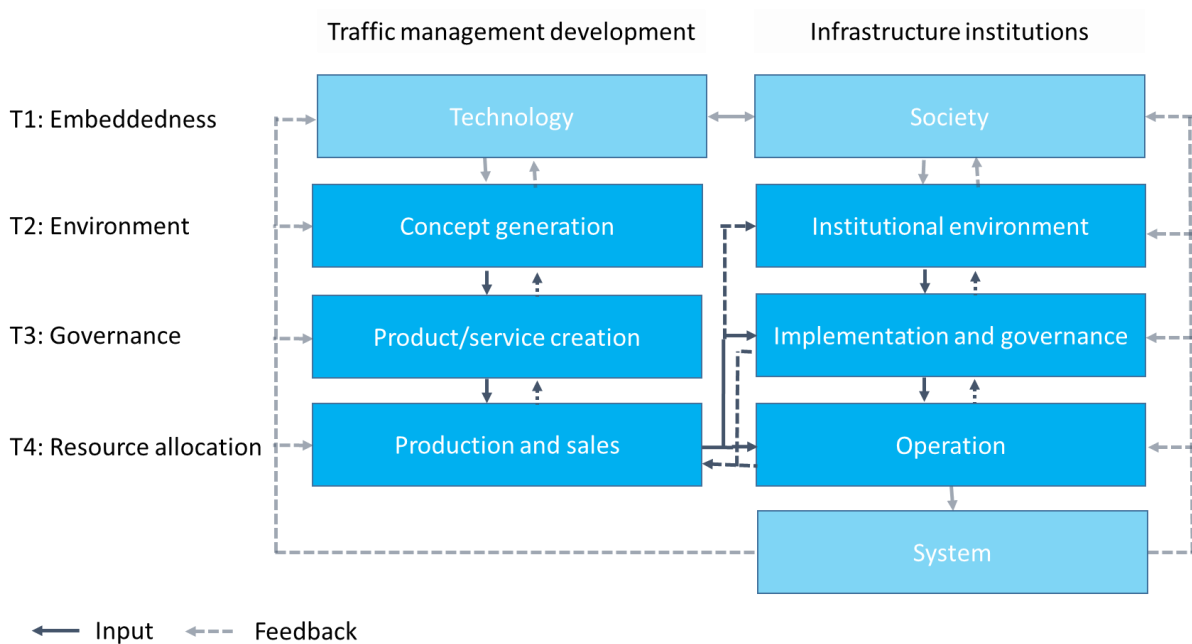 Traffic management development
Infrastructure institutions
T1: Embeddedness
Technology
Society
T2: Environment
Concept generation
Institutional environment
T3: Governance
Product/service creation
Implementation and governance
T4: Resource allocation
Production and sales
Operation
System
Input
Feedback